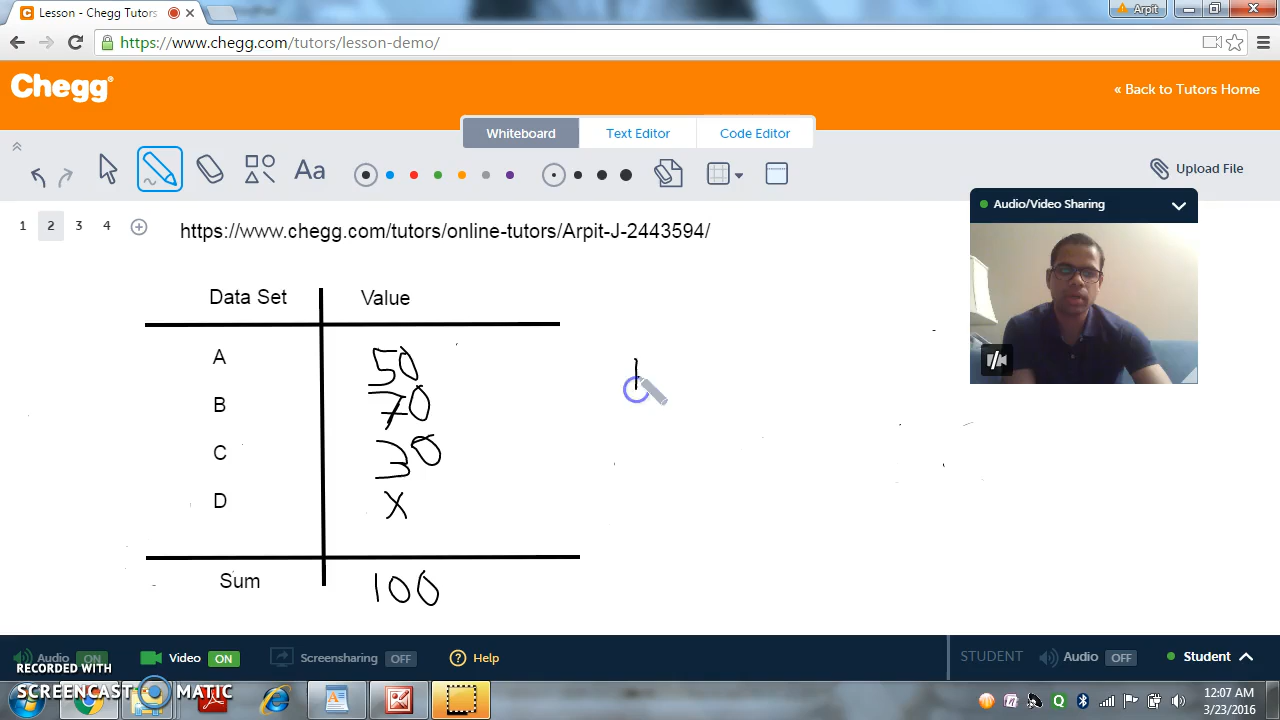 Lesson - Chegg Tutors
Arpit
https://www.chegg.com/tutors/lesson-demo/
Chegg
« Back to Tutors Home
Whiteboard Text Editor Code Editor
Aa
Upload File
1 2 3 4
https://www.chegg.com/tutors/online-tutors/Arpit-J-2443594/
Audio/Video Sharing
Data Set Value
A 50
B 70
C 30
D X
Sum 100
Audio ON Video ON Screensharing OFF ? Help STUDENT Audio OFF Student
RECORDED WITH
SCREENCAST MATIC
12:07 AM
3/23/2016